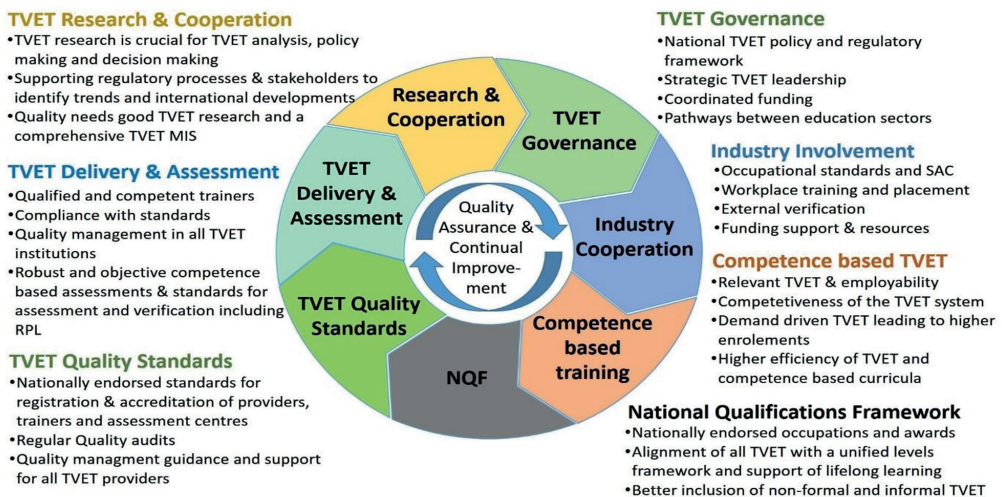 TVET Research & Cooperation
•TVET research is crucial for TVET analysis, policy
making and decision making
•Supporting regulatory processes & stakeholders to
identify trends and international developments
•Quality needs good TVET research and a
comprehensive TVET MIS
TVET Delivery & Assessment
•Qualified and competent trainers
•Compliance with standards
•Quality management in all TVET
institutions
•Robust and objective competence
based assessments & standards for
assessment and verification including
RPL
TVET Quality Standards
•Nationally endorsed standards for
registration & accreditation of providers,
trainers and assessment centres
•Regular Quality audits
•Quality managment guidance and support
for all TVET providers
Research &
Cooperation
TVET
Governance
Industry
Cooperation
Competence
based
training
NQF
TVET Quality
Standards
TVET
Delivery &
Assessment
Quality
Assurance &
Continual
Improve-
ment
TVET Governance
•National TVET policy and regulatory
framework
•Strategic TVET leadership
•Coordinated funding
•Pathways between education sectors
Industry Involvement
•Occupational standards and SAC
•Workplace training and placement
•External verification
•Funding support & resources
Competence based TVET
•Relevant TVET & employability
•Competetiveness of the TVET system
•Demand driven TVET leading to higher
enrolements
•Higher efficiency of TVET and
competence based curricula
National Qualifications Framework
•Nationally endorsed occupations and awards
•Alignment of all TVET with a unified levels
framework and support of lifelong learning
•Better inclusion of non-formal and informal TVET